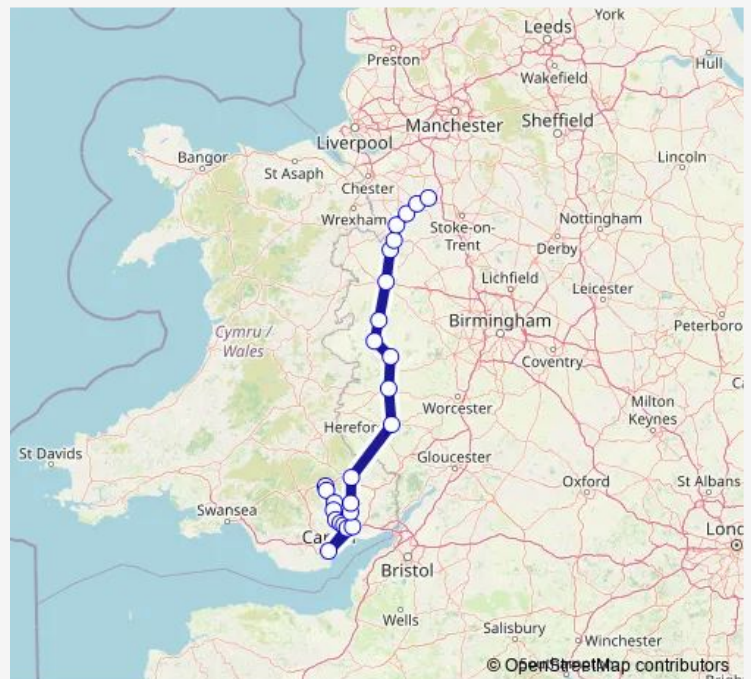 York
Leeds
Preston
Hull
Wakefield
Manchester
Sheffield
Liverpool
Bangor
Lincoln
St Asaph
Chester
Wrexham
Stoke-on-
Trent
Nottingham
Derby
Lichfield
Leicester
Cymru /
Wales
Birmingham
Peterboro
Coventry
Ca
Milton
Keynes
Worcester
Herefor
St Davids
Gloucester
Oxford
St Albans
Swansea
Lond
Bristol
Wells
Salisbury
Winchester
© OpenStreetMap contributors